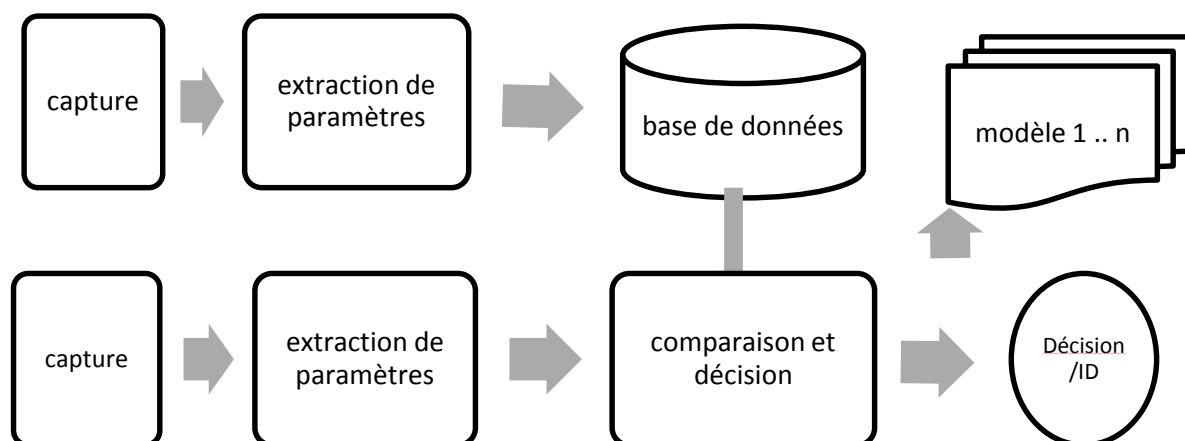 capture
extraction de
paramètres
base de données
modèle 1 .. n
capture
extraction de
paramètres
comparaison et
décision
Décision
/ID